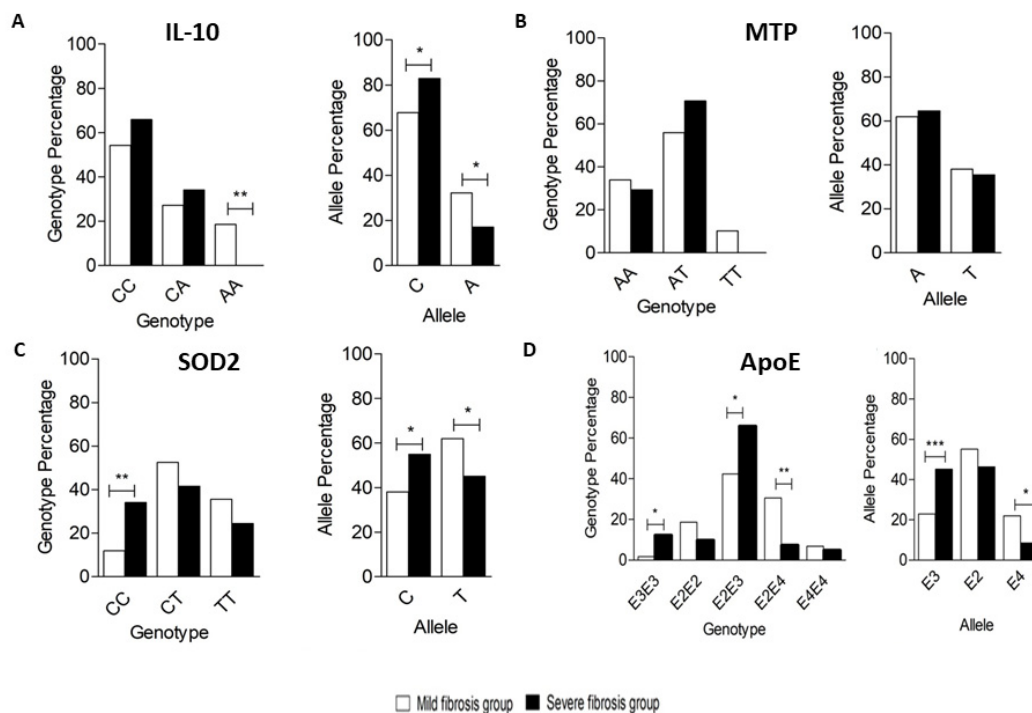 A
IL-10
Genotype Percentage
100
80
60
40
20
0
CC
CA
AA
**
Genotype
Allele Percentage
100
80
60
40
20
0
*
*
C
A
Allele
B
MTP
Genotype Percentage
100
80
60
40
20
0
AA
AT
TT
Genotype
Allele Percentage
100
80
60
40
20
0
A
T
Allele
C
SOD2
Genotype Percentage
100
80
60
40
20
0
**
CC
CT
TT
Genotype
Allele Percentage
100
80
60
40
20
0
*
*
C
T
Allele
D
ApoE
Genotype Percentage
100
80
60
40
20
0
*
*
**
E3E3
E2E2
E2E3
E2E4
E4E4
Genotype
Allele Percentage
100
80
60
40
20
0
***
*
E3
E2
E4
Allele
Mild fibrosis group Severe fibrosis group